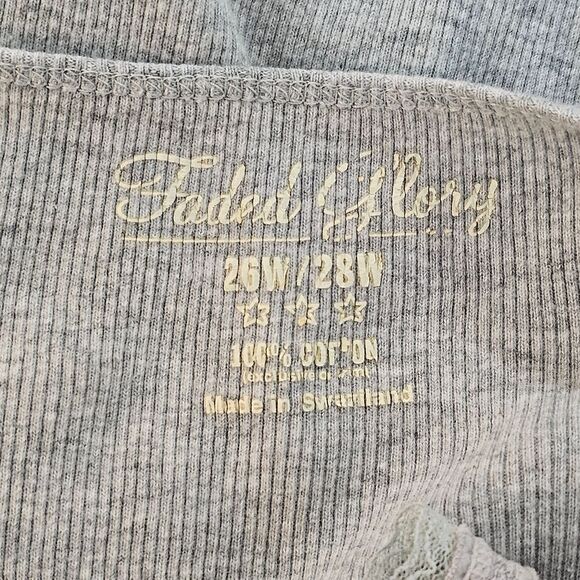 Faded Glory
26W/28W
100% COTTON
Made in Swaziland